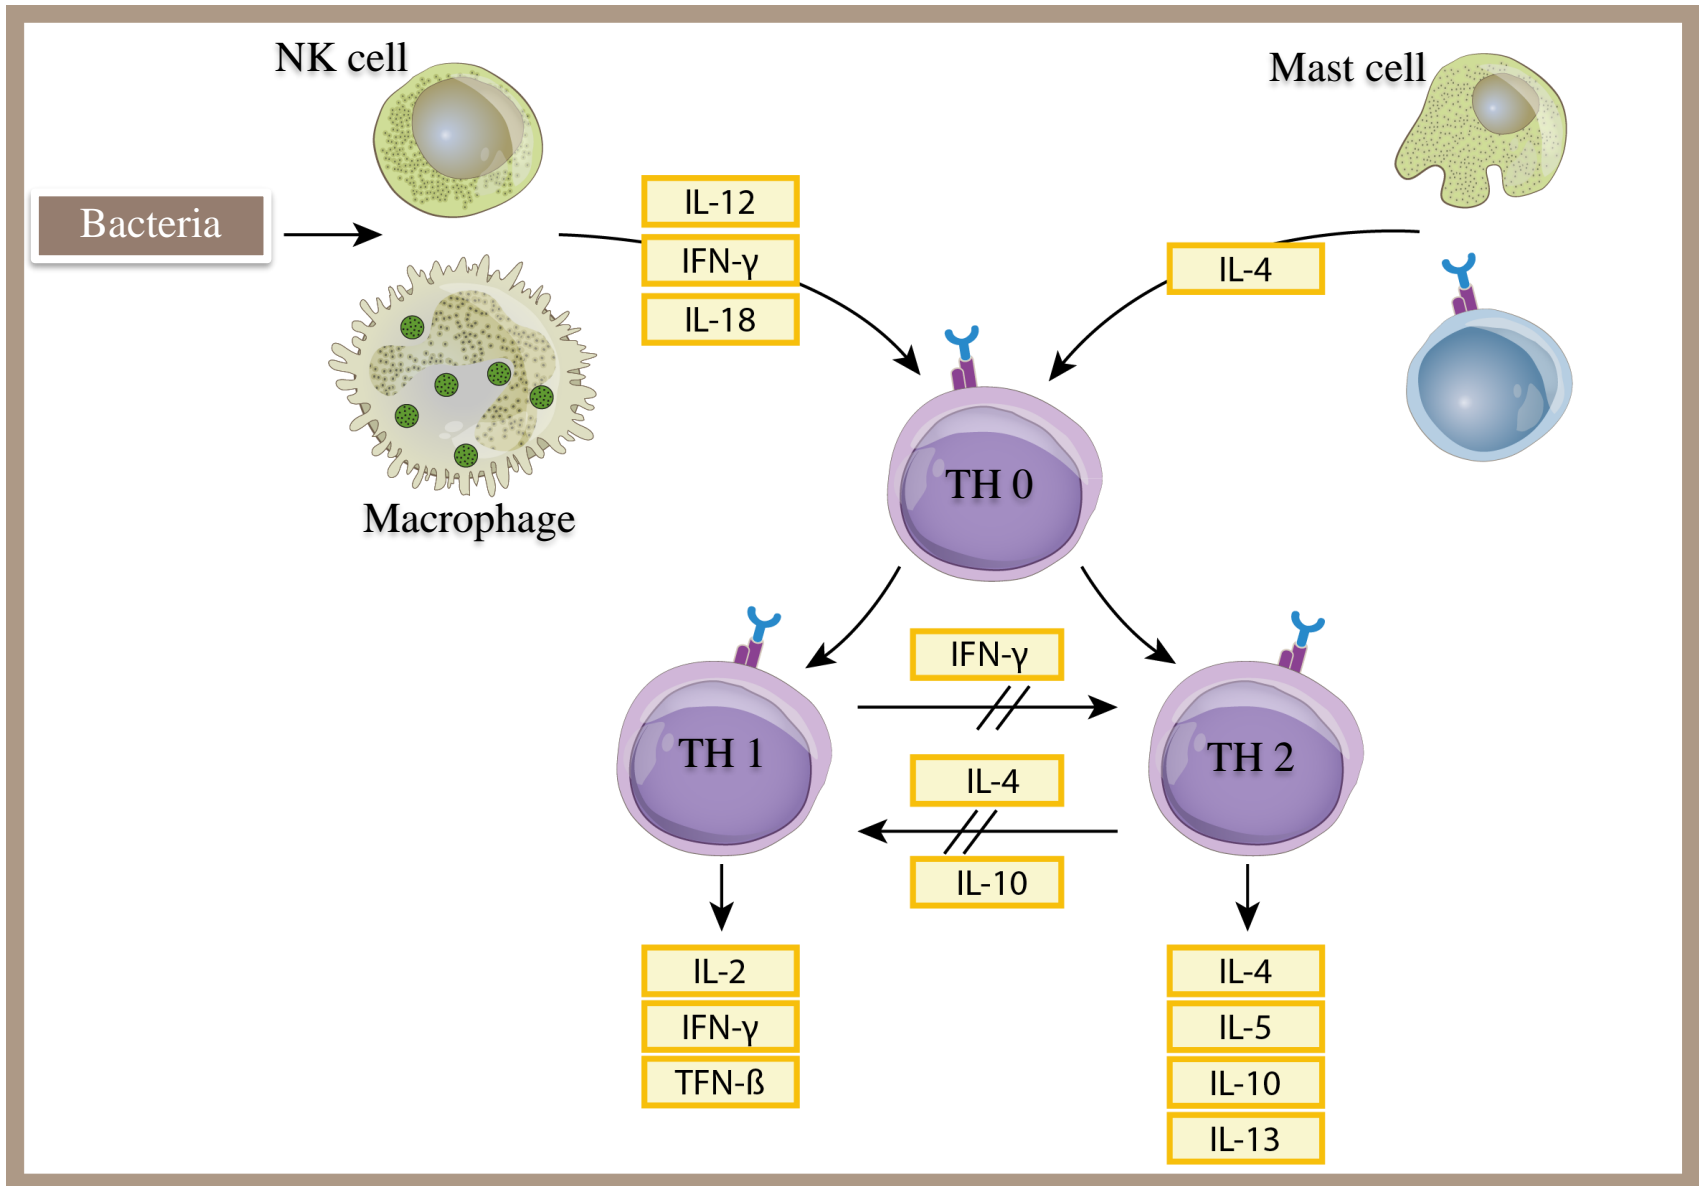 NK cell
Mast cell
Bacteria
IL-12
IFN-γ
IL-18
IL-4
Macrophage
TH 0
IFN-γ
TH 1
TH 2
IL-4
IL-10
IL-2
IFN-γ
TFN-ß
IL-4
IL-5
IL-10
IL-13